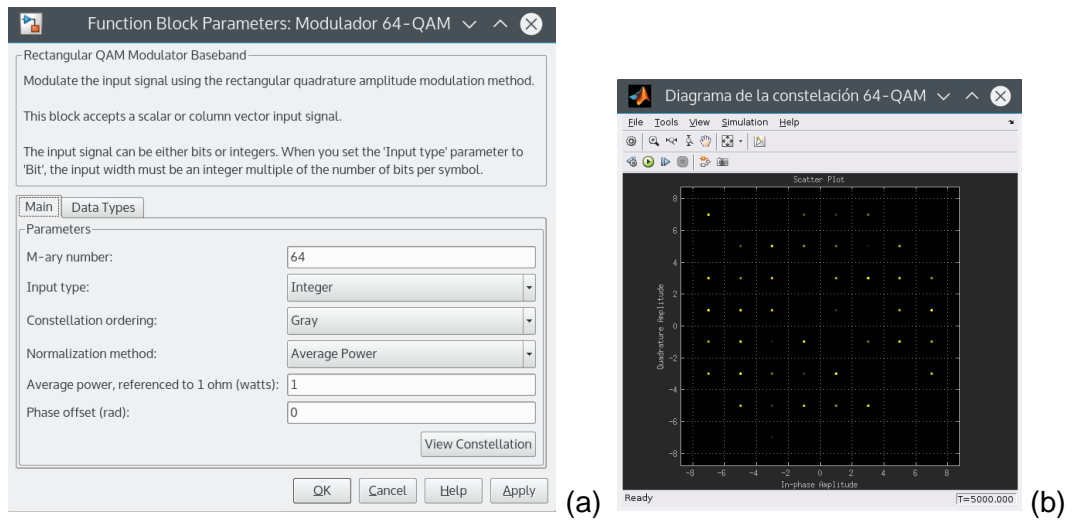 Function Block Parameters: Modulador 64-QAM
Rectangular QAM Modulator Baseband
Modulate the input signal using the rectangular quadrature amplitude modulation method.
This block accepts a scalar or column vector input signal.
The input signal can be either bits or integers. When you set the 'Input type' parameter to
'Bit', the input width must be an integer multiple of the number of bits per symbol.
Main Data Types
Parameters
M-ary number: 64
Input type: Integer
Constellation ordering: Gray
Normalization method: Average Power
Average power, referenced to 1 ohm (watts): 1
Phase offset (rad): 0
View Constellation
OK Cancel Help Apply
(a)
Diagrama de la constelación 64-QAM
File Tools View Simulation Help
Scatter Plot
8
6
4
2
0
-2
-4
-6
-8
Quadrature Amplitude
-8 -6 -4 -2 0 2 4 6 8
In-phase Amplitude
Ready T=5000.000
(b)